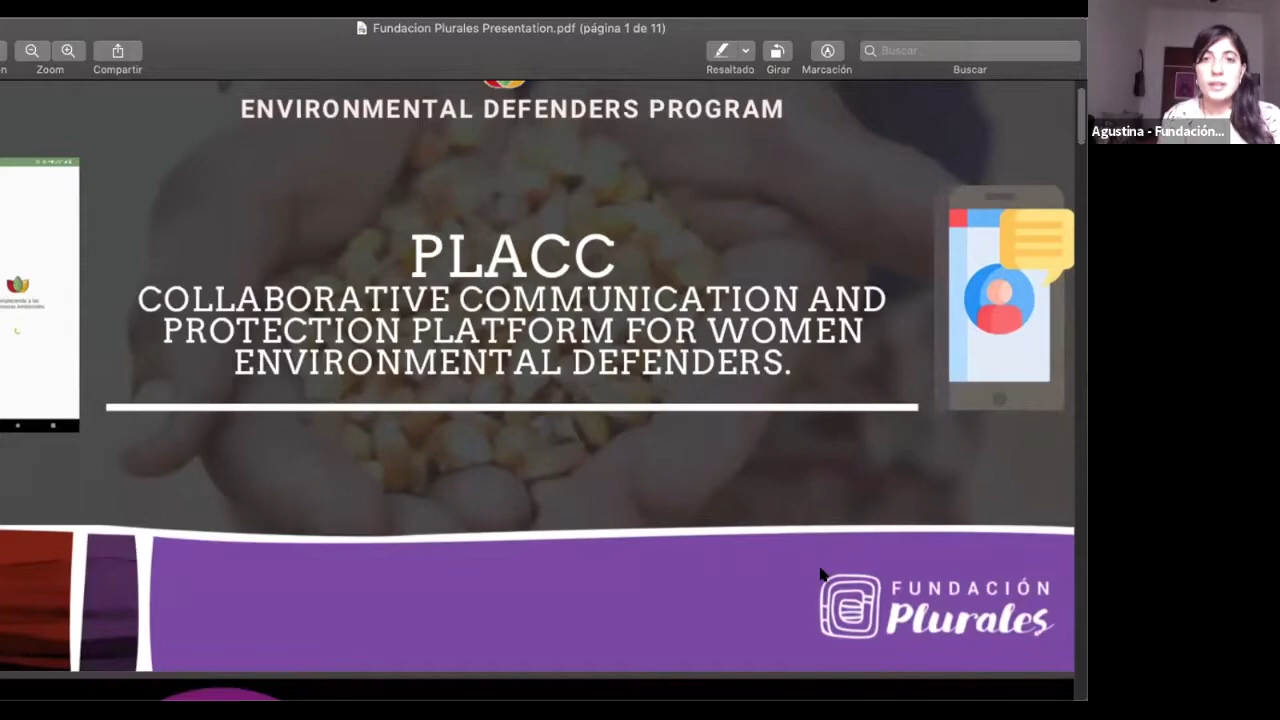 Fundacion Plurales Presentation.pdf (página 1 de 11)
Zoom
Compartir
Resaltado
Girar
Marcación
Buscar
Buscar
Agustina - Fundación...
ENVIRONMENTAL DEFENDERS PROGRAM
PLACC
COLLABORATIVE COMMUNICATION AND
PROTECTION PLATFORM FOR WOMEN
ENVIRONMENTAL DEFENDERS.
FUNDACIÓN
Plurales